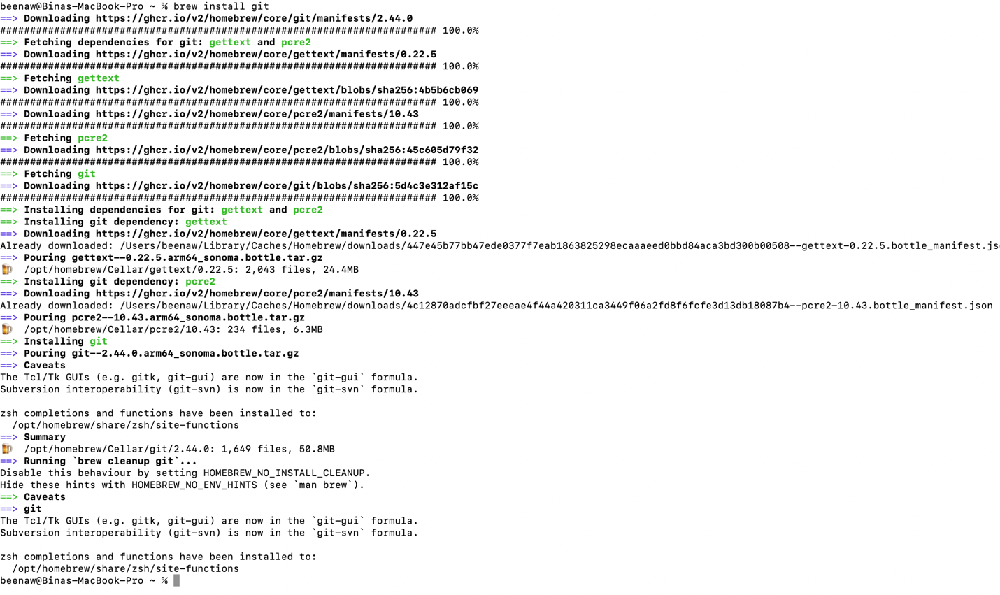 beenaw@Binas-MacBook-Pro ~ % brew install git
==> Downloading https://ghcr.io/v2/homebrew/core/git/manifests/2.44.0
######################################################################### 100.0%
==> Fetching dependencies for git: gettext and pcre2
==> Downloading https://ghcr.io/v2/homebrew/core/gettext/manifests/0.22.5
######################################################################### 100.0%
==> Fetching gettext
==> Downloading https://ghcr.io/v2/homebrew/core/gettext/blobs/sha256:4b5b6cb069
######################################################################### 100.0%
==> Downloading https://ghcr.io/v2/homebrew/core/pcre2/manifests/10.43
######################################################################### 100.0%
==> Fetching pcre2
==> Downloading https://ghcr.io/v2/homebrew/core/pcre2/blobs/sha256:45c605d79f32
######################################################################### 100.0%
==> Fetching git
==> Downloading https://ghcr.io/v2/homebrew/core/git/blobs/sha256:5d4c3e312af15c
######################################################################### 100.0%
==> Installing dependencies for git: gettext and pcre2
==> Installing git dependency: gettext
==> Downloading https://ghcr.io/v2/homebrew/core/gettext/manifests/0.22.5
Already downloaded: /Users/beenaw/Library/Caches/Homebrew/downloads/447e45b77bb47ede0377f7eab1863825298ecaaaeed0bbd84aca3bd300b00508--gettext-0.22.5.bottle_manifest.js
==> Pouring gettext--0.22.5.arm64_sonoma.bottle.tar.gz
🍺  /opt/homebrew/Cellar/gettext/0.22.5: 2,043 files, 24.4MB
==> Installing git dependency: pcre2
==> Downloading https://ghcr.io/v2/homebrew/core/pcre2/manifests/10.43
Already downloaded: /Users/beenaw/Library/Caches/Homebrew/downloads/4c12870adcfbf27eeeae4f44a420311ca3449f06a2fd8f6fcfe3d13db18087b4--pcre2-10.43.bottle_manifest.json
==> Pouring pcre2--10.43.arm64_sonoma.bottle.tar.gz
🍺  /opt/homebrew/Cellar/pcre2/10.43: 234 files, 6.3MB
==> Installing git
==> Pouring git--2.44.0.arm64_sonoma.bottle.tar.gz
==> Caveats
The Tcl/Tk GUIs (e.g. gitk, git-gui) are now in the `git-gui` formula.
Subversion interoperability (git-svn) is now in the `git-svn` formula.

zsh completions and functions have been installed to:
  /opt/homebrew/share/zsh/site-functions
==> Summary
🍺  /opt/homebrew/Cellar/git/2.44.0: 1,649 files, 50.8MB
==> Running `brew cleanup git`...
Disable this behaviour by setting HOMEBREW_NO_INSTALL_CLEANUP.
Hide these hints with HOMEBREW_NO_ENV_HINTS (see `man brew`).
==> Caveats
==> git
The Tcl/Tk GUIs (e.g. gitk, git-gui) are now in the `git-gui` formula.
Subversion interoperability (git-svn) is now in the `git-svn` formula.

zsh completions and functions have been installed to:
  /opt/homebrew/share/zsh/site-functions
beenaw@Binas-MacBook-Pro ~ %